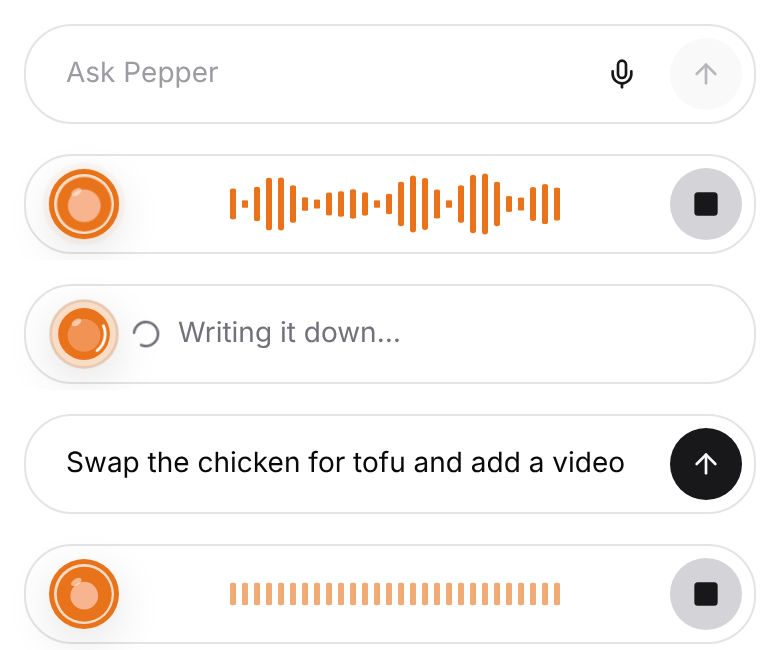 Ask Pepper
Writing it down...
Swap the chicken for tofu and add a video